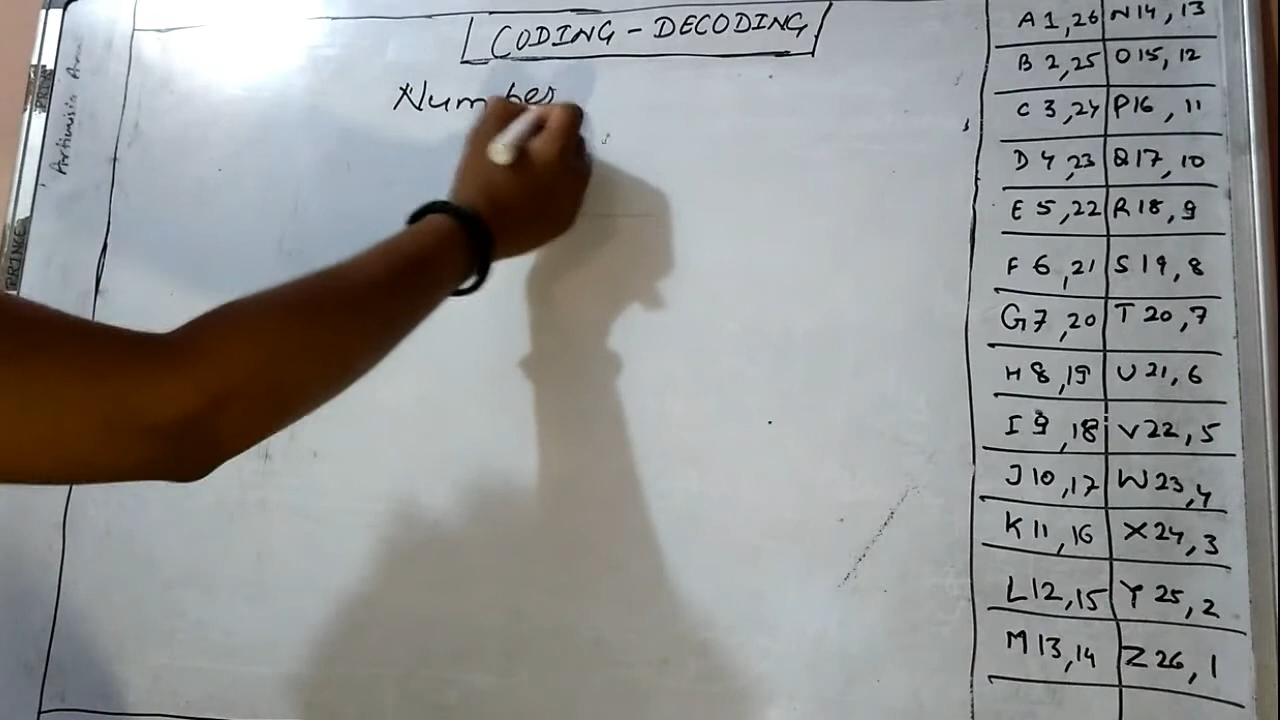 CODING - DECODING
Number
A 1, 26 N 14, 13
B 2, 25 O 15, 12
C 3, 24 P 16, 11
D 4, 23 Q 17, 10
E 5, 22 R 18, 9
F 6, 21 S 19, 8
G 7, 20 T 20, 7
H 8, 19 U 21, 6
I 9, 18 V 22, 5
J 10, 17 W 23, 4
K 11, 16 X 24, 3
L 12, 15 Y 25, 2
M 13, 14 Z 26, 1
PRINCE